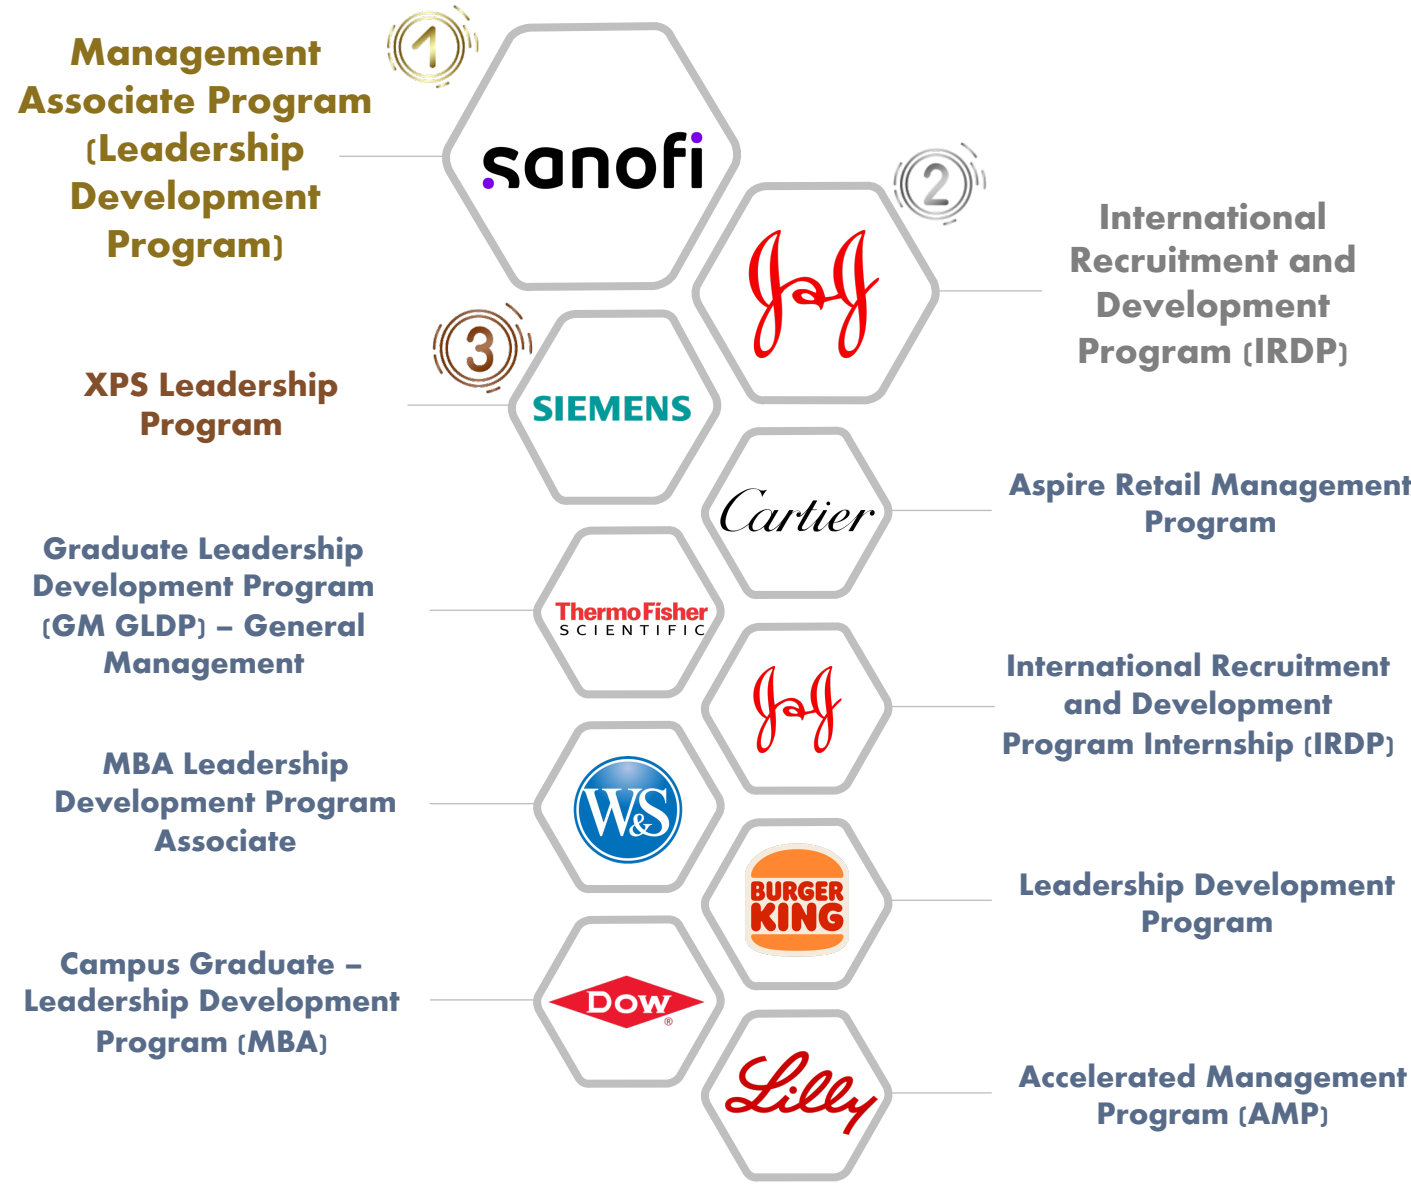 Management
Associate Program
(Leadership
Development
Program)
1
sanofi
2
J&J
International
Recruitment and
Development
Program (IRDP)
3
SIEMENS
XPS Leadership
Program
Cartier
Aspire Retail Management
Program
Graduate Leadership
Development Program
(GM GLDP) – General
Management
ThermoFisher
SCIENTIFIC
J&J
International Recruitment
and Development
Program Internship (IRDP)
MBA Leadership
Development Program
Associate
W&S
BURGER
KING
Leadership Development
Program
Campus Graduate –
Leadership Development
Program (MBA)
DOW
®
Lilly
Accelerated Management
Program (AMP)